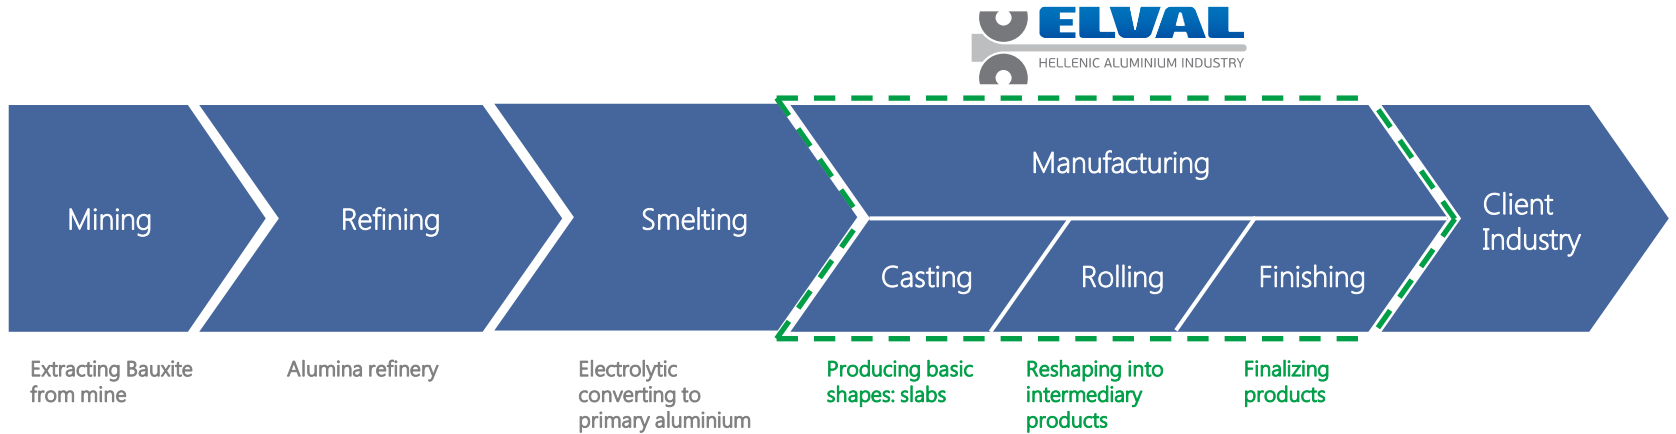 ELVAL
HELLENIC ALUMINIUM INDUSTRY
Mining
Refining
Smelting
Manufacturing
Casting
Rolling
Finishing
Client
Industry
Extracting Bauxite
from mine
Alumina refinery
Electrolytic
converting to
primary aluminium
Producing basic
shapes: slabs
Reshaping into
intermediary
products
Finalizing
products